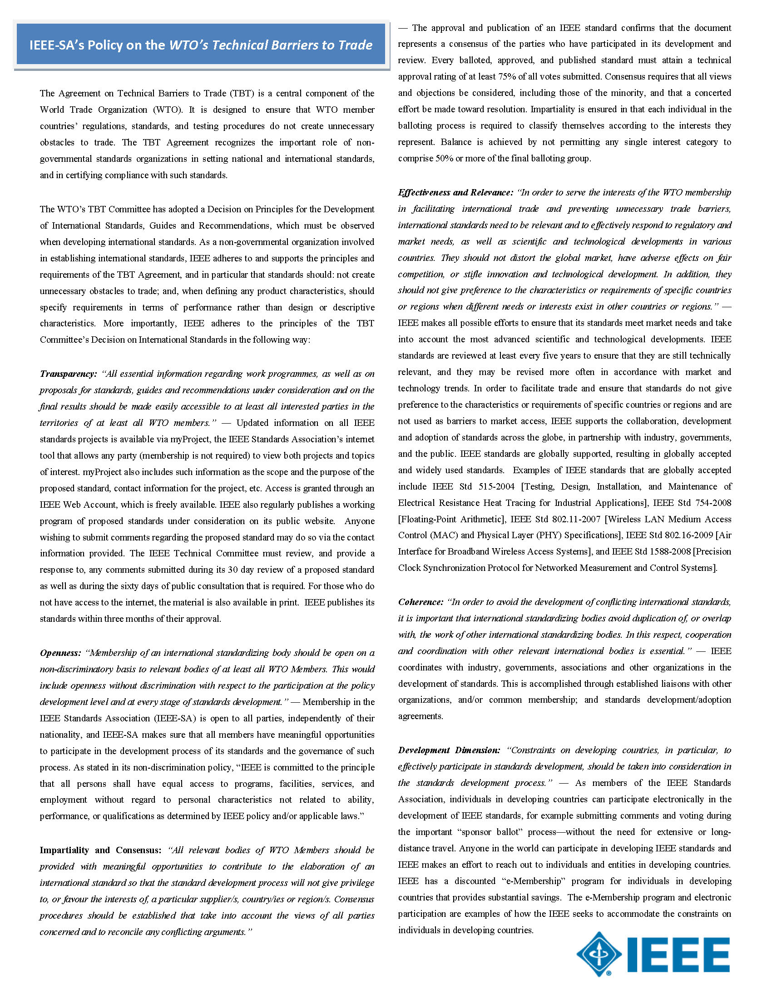 IEEE-SA’s Policy on the WTO’s Technical Barriers to Trade
The Agreement on Technical Barriers to Trade (TBT) is a central component of the
World Trade Organization (WTO). It is designed to ensure that WTO member
countries’ regulations, standards, and testing procedures do not create unnecessary
obstacles to trade. The TBT Agreement recognizes the important role of non-
governmental standards organizations in setting national and international standards,
and in certifying compliance with such standards.
The WTO’s TBT Committee has adopted a Decision on Principles for the Development
of International Standards, Guides and Recommendations, which must be observed
when developing international standards. As a non-governmental organization involved
in establishing international standards, IEEE adheres to and supports the principles and
requirements of the TBT Agreement, and in particular that standards should: not create
unnecessary obstacles to trade; and, when defining any product characteristics, should
specify requirements in terms of performance rather than design or descriptive
characteristics. More importantly, IEEE adheres to the principles of the TBT
Committee’s Decision on International Standards in the following way:
Transparency: “All essential information regarding work programmes, as well as on
proposals for standards, guides and recommendations under consideration and on the
final results should be made easily accessible to at least all interested parties in the
territories of at least all WTO members.” — Updated information on all IEEE
standards projects is available via myProject, the IEEE Standards Association’s internet
tool that allows any party (membership is not required) to view both projects and topics
of interest. myProject also includes such information as the scope and the purpose of the
proposed standard, contact information for the project, etc. Access is granted through an
IEEE Web Account, which is freely available. IEEE also regularly publishes a working
program of proposed standards under consideration on its public website. Anyone
wishing to submit comments regarding the proposed standard may do so via the contact
information provided. The IEEE Technical Committee must review, and provide a
response to, any comments submitted during its 30 day review of a proposed standard
as well as during the sixty days of public consultation that is required. For those who do
not have access to the internet, the material is also available in print. IEEE publishes its
standards within three months of their approval.
Openness: “Membership of an international standardizing body should be open on a
non-discriminatory basis to relevant bodies of at least all WTO Members. This would
include openness without discrimination with respect to the participation at the policy
development level and at every stage of standards development.” — Membership in the
IEEE Standards Association (IEEE-SA) is open to all parties, independently of their
nationality, and IEEE-SA makes sure that all members have meaningful opportunities
to participate in the development process of its standards and the governance of such
process. As stated in its non-discrimination policy, “IEEE is committed to the principle
that all persons shall have equal access to programs, facilities, services, and
employment without regard to personal characteristics not related to ability,
performance, or qualifications as determined by IEEE policy and/or applicable laws.”
Impartiality and Consensus: “All relevant bodies of WTO Members should be
provided with meaningful opportunities to contribute to the elaboration of an
international standard so that the standard development process will not give privilege
to, or favour the interests of, a particular supplier/s, country/ies or region/s. Consensus
procedures should be established that take into account the views of all parties
concerned and to reconcile any conflicting arguments.”
— The approval and publication of an IEEE standard confirms that the document
represents a consensus of the parties who have participated in its development and
review. Every balloted, approved, and published standard must attain a technical
approval rating of at least 75% of all votes submitted. Consensus requires that all views
and objections be considered, including those of the minority, and that a concerted
effort be made toward resolution. Impartiality is ensured in that each individual in the
balloting process is required to classify themselves according to the interests they
represent. Balance is achieved by not permitting any single interest category to
comprise 50% or more of the final balloting group.
Effectiveness and Relevance: “In order to serve the interests of the WTO membership
in facilitating international trade and preventing unnecessary trade barriers,
international standards need to be relevant and to effectively respond to regulatory and
market needs, as well as scientific and technological developments in various
countries. They should not distort the global market, have adverse effects on fair
competition, or stifle innovation and technological development. In addition, they
should not give preference to the characteristics or requirements of specific countries
or regions when different needs or interests exist in other countries or regions.” —
IEEE makes all possible efforts to ensure that its standards meet market needs and take
into account the most advanced scientific and technological developments. IEEE
standards are reviewed at least every five years to ensure that they are still technically
relevant, and they may be revised more often in accordance with market and
technology trends. In order to facilitate trade and ensure that standards do not give
preference to the characteristics or requirements of specific countries or regions and are
not used as barriers to market access, IEEE supports the collaboration, development
and adoption of standards across the globe, in partnership with industry, governments,
and the public. IEEE standards are globally supported, resulting in globally accepted
and widely used standards. Examples of IEEE standards that are globally accepted
include IEEE Std 515-2004 [Testing, Design, Installation, and Maintenance of
Electrical Resistance Heat Tracing for Industrial Applications], IEEE Std 754-2008
[Floating-Point Arithmetic], IEEE Std 802.11-2007 [Wireless LAN Medium Access
Control (MAC) and Physical Layer (PHY) Specifications], IEEE Std 802.16-2009 [Air
Interface for Broadband Wireless Access Systems], and IEEE Std 1588-2008 [Precision
Clock Synchronization Protocol for Networked Measurement and Control Systems].
Coherence: “In order to avoid the development of conflicting international standards,
it is important that international standardizing bodies avoid duplication of, or overlap
with, the work of other international standardizing bodies. In this respect, cooperation
and coordination with other relevant international bodies is essential.” — IEEE
coordinates with industry, governments, associations and other organizations in the
development of standards. This is accomplished through established liaisons with other
organizations, and/or common membership; and standards development/adoption
agreements.
Development Dimension: “Constraints on developing countries, in particular, to
effectively participate in standards development, should be taken into consideration in
the standards development process.” — As members of the IEEE Standards
Association, individuals in developing countries can participate electronically in the
development of IEEE standards, for example submitting comments and voting during
the important “sponsor ballot” process—without the need for extensive or long-
distance travel. Anyone in the world can participate in developing IEEE standards and
IEEE makes an effort to reach out to individuals and entities in developing countries.
IEEE has a discounted “e-Membership” program for individuals in developing
countries that provides substantial savings. The e-Membership program and electronic
participation are examples of how the IEEE seeks to accommodate the constraints on
individuals in developing countries.
® IEEE